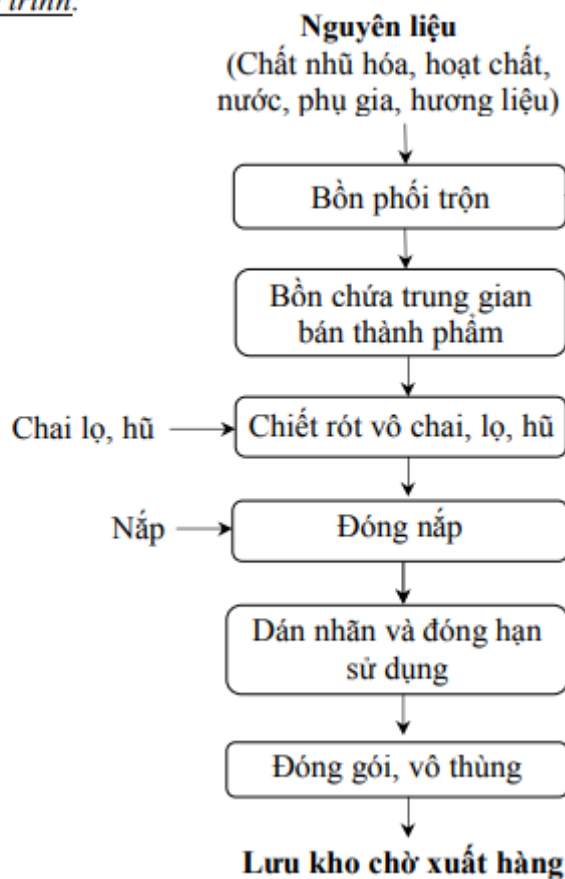 trình:
Nguyên liệu
(Chất nhũ hóa, hoạt chất,
nước, phụ gia, hương liệu)
Bồn phối trộn
Bồn chứa trung gian
bán thành phẩm
Chai lọ, hũ
Chiết rót vô chai, lọ, hũ
Nắp
Đóng nắp
Dán nhãn và đóng hạn
sử dụng
Đóng gói, vô thùng
Lưu kho chờ xuất hàng